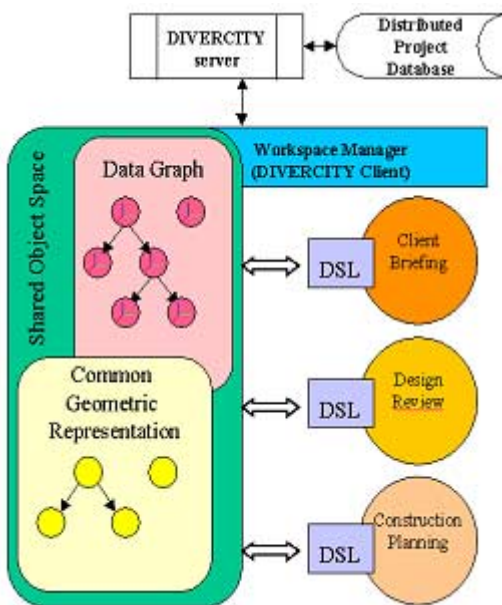 DIVERCITY
server
Distributed
Project
Database
Shared Object Space
Workspace Manager
(DIVERCITY Client)
Data Graph
Common
Geometric
Representation
DSL
Client
Briefing
DSL
Design
Review
DSL
Construction
Planning